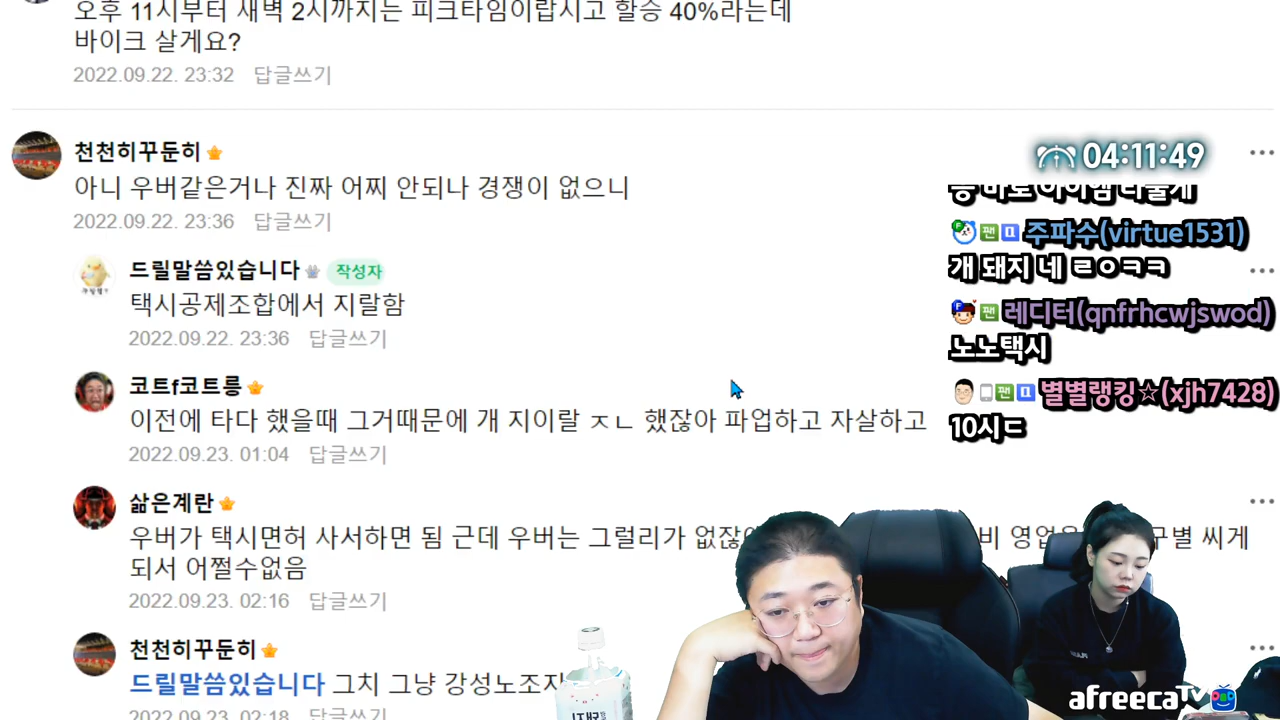 오후 11시부터 새벽 2시까지는 피크타임이랍시고 할승 40%라는데
바이크 살게요?
2022.09.22. 23:32 답글쓰기
천천히꾸둔히
아니 우버같은거나 진짜 어찌 안되나 경쟁이 없으니
2022.09.22. 23:36 답글쓰기
드릴말씀있습니다 작성자
택시공제조합에서 지랄함
2022.09.22. 23:36 답글쓰기
코트f코트릉
이전에 타다 했을때 그거때문에 개 지이랄 ㅈㄴ 했잖아 파업하고 자살하고
2022.09.23. 01:04 답글쓰기
삶은계란
우버가 택시면허 사서하면 됨 근데 우버는 그럴리가 없잖아 비 영업 구별 씨게
되서 어쩔수없음
2022.09.23. 02:16 답글쓰기
천천히꾸둔히
드릴말씀있습니다 그치 그냥 강성노조
2022.09.23. 02:18 답글쓰기
04:11:49
주파수(virtue1531)
개 돼지 네 ㄹㅇㅋㅋ
레디터(qnfrhcwjswod)
노노택시
별별랭킹☆(xjh7428)
10시ㄷ
afreecaTV